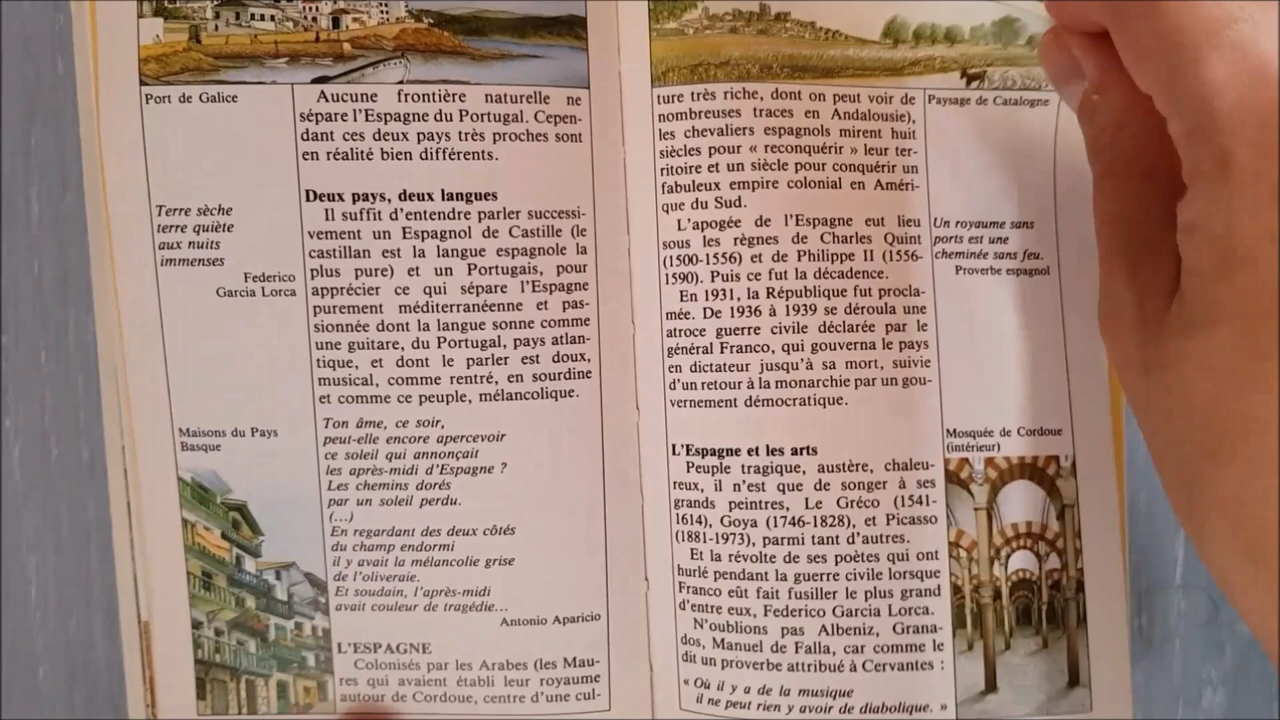 Port de Galice
Terre sèche
terre quiète
aux nuits
immenses
Federico
Garcia Lorca
Maisons du Pays
Basque
Aucune frontière naturelle ne
sépare l'Espagne du Portugal. Cepen-
dant ces deux pays très proches sont
en réalité bien différents.
Deux pays, deux langues
Il suffit d'entendre parler successi-
vement un Espagnol de Castille (le
castillan est la langue espagnole la
plus pure) et un Portugais, pour
apprécier ce qui sépare l'Espagne
purement méditerranéenne et pas-
sionnée dont la langue sonne comme
une guitare, du Portugal, pays atlan-
tique, et dont le parler est doux,
musical, comme rentré, en sourdine
et comme ce peuple, mélancolique.
Ton âme, ce soir,
peut-elle encore apercevoir
ce soleil qui annonçait
les après-midi d'Espagne ?
Les chemins dorés
par un soleil perdu.
(...)
En regardant des deux côtés
du champ endormi
il y avait la mélancolie grise
de l'oliveraie.
Et soudain, l'après-midi
avait couleur de tragédie...
Antonio Aparicio
L'ESPAGNE
Colonisés par les Arabes (les Mau-
res qui avaient établi leur royaume
autour de Cordoue, centre d'une cul-
ture très riche, dont on peut voir de
nombreuses traces en Andalousie),
les chevaliers espagnols mirent huit
siècles pour « reconquérir » leur ter-
ritoire et un siècle pour conquérir un
fabuleux empire colonial en Améri-
que du Sud.
L'apogée de l'Espagne eut lieu
sous les règnes de Charles Quint
(1500-1556) et de Philippe II (1556-
1590). Puis ce fut la décadence.
En 1931, la République fut procla-
mée. De 1936 à 1939 se déroula une
atroce guerre civile déclarée par le
général Franco, qui gouverna le pays
en dictateur jusqu'à sa mort, suivie
d'un retour à la monarchie par un gou-
vernement démocratique.
L'Espagne et les arts
Peuple tragique, austère, chaleu-
reux, il n'est que de songer à ses
grands peintres, Le Gréco (1541-
1614), Goya (1746-1828), et Picasso
(1881-1973), parmi tant d'autres.
Et la révolte de ses poètes qui ont
hurlé pendant la guerre civile lorsque
Franco eût fait fusiller le plus grand
d'entre eux, Federico Garcia Lorca.
N'oublions pas Albeniz, Grana-
dos, Manuel de Falla, car comme le
dit un proverbe attribué à Cervantes :
« Où il y a de la musique
il ne peut rien y avoir de diabolique. »
Paysage de Catalogne
Un royaume sans
ports est une
cheminée sans feu.
Proverbe espagnol
Mosquée de Cordoue
(intérieur)